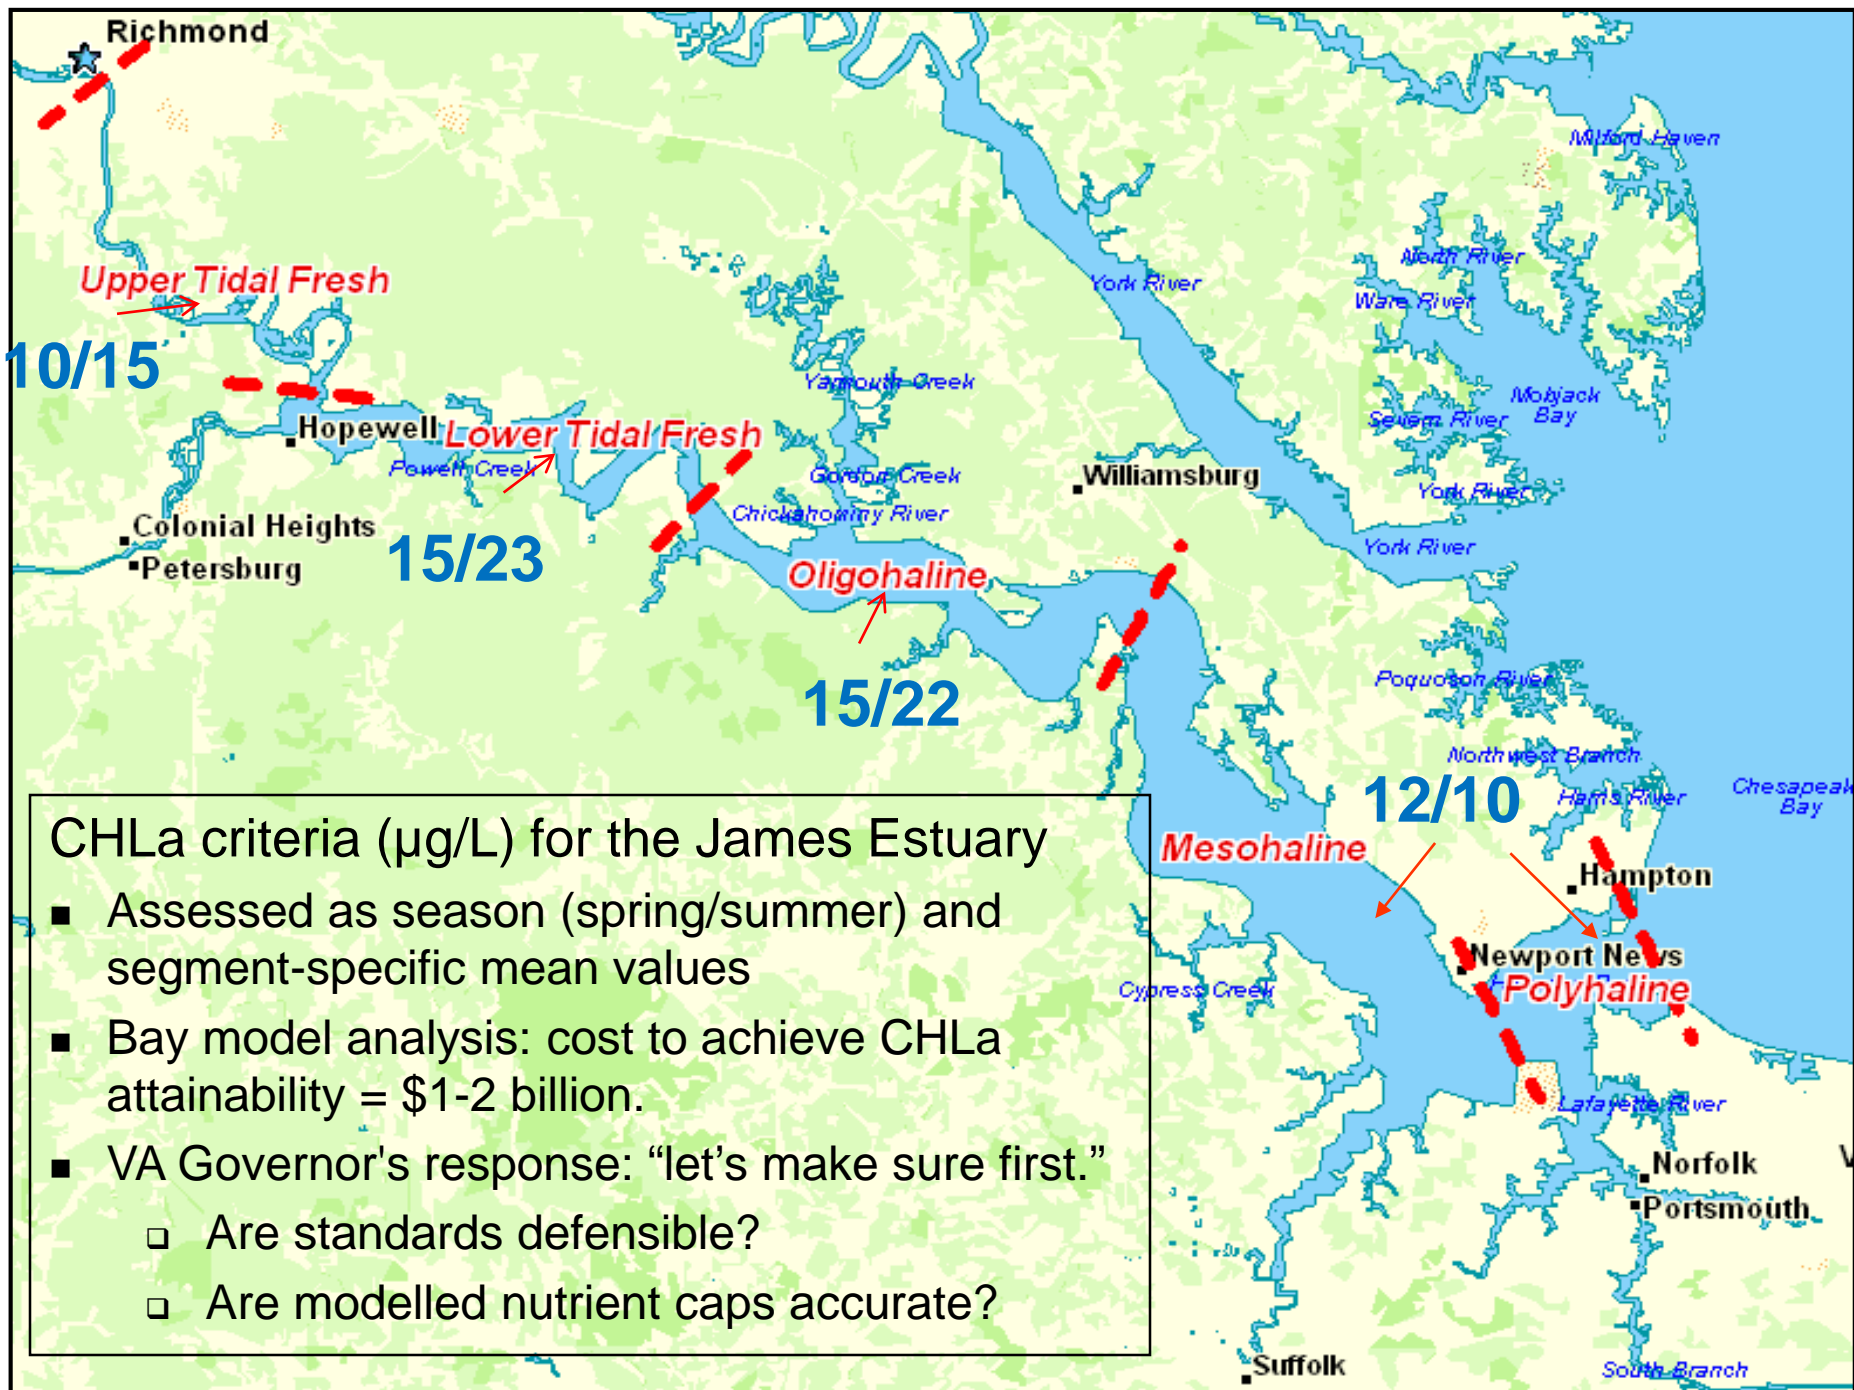 Richmond
Milford Haven
Upper Tidal Fresh
North River
York River
Ware River
10/15
Yarmouth Creek
Mobjack
Bay
Severn River
Hopewell
Lower Tidal Fresh
Powell Creek
Gordon Creek
Williamsburg
York River
Chickahominy River
Colonial Heights
Petersburg
15/23
York River
Oligohaline
Poquoson River
15/22
Northwest Branch
12/10
Harris River
Chesapeak
Bay
Mesohaline
Hampton
Newport News
Polyhaline
Cypress Creek
Lafayette River
Norfolk
V
Portsmouth
Suffolk
South Branch
CHLa criteria (µg/L) for the James Estuary
■ Assessed as season (spring/summer) and
segment-specific mean values
■ Bay model analysis: cost to achieve CHLa
attainability = $1-2 billion.
■ VA Governor's response: “let’s make sure first.”
❑ Are standards defensible?
❑ Are modelled nutrient caps accurate?